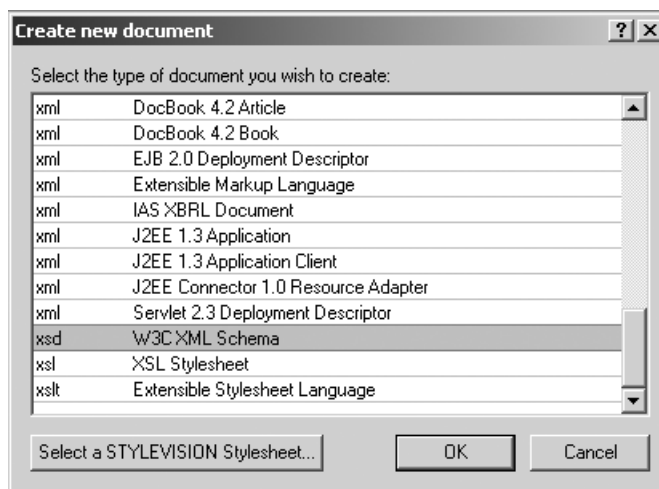 Create new document
Select the type of document you wish to create:
xml DocBook 4.2 Article
xml DocBook 4.2 Book
xml EJB 2.0 Deployment Descriptor
xml Extensible Markup Language
xml IAS XBRL Document
xml J2EE 1.3 Application
xml J2EE 1.3 Application Client
xml J2EE Connector 1.0 Resource Adapter
xml Servlet 2.3 Deployment Descriptor
xsd W3C XML Schema
xsl XSL Stylesheet
xslt Extensible Stylesheet Language
Select a STYLEVISION Stylesheet... OK Cancel